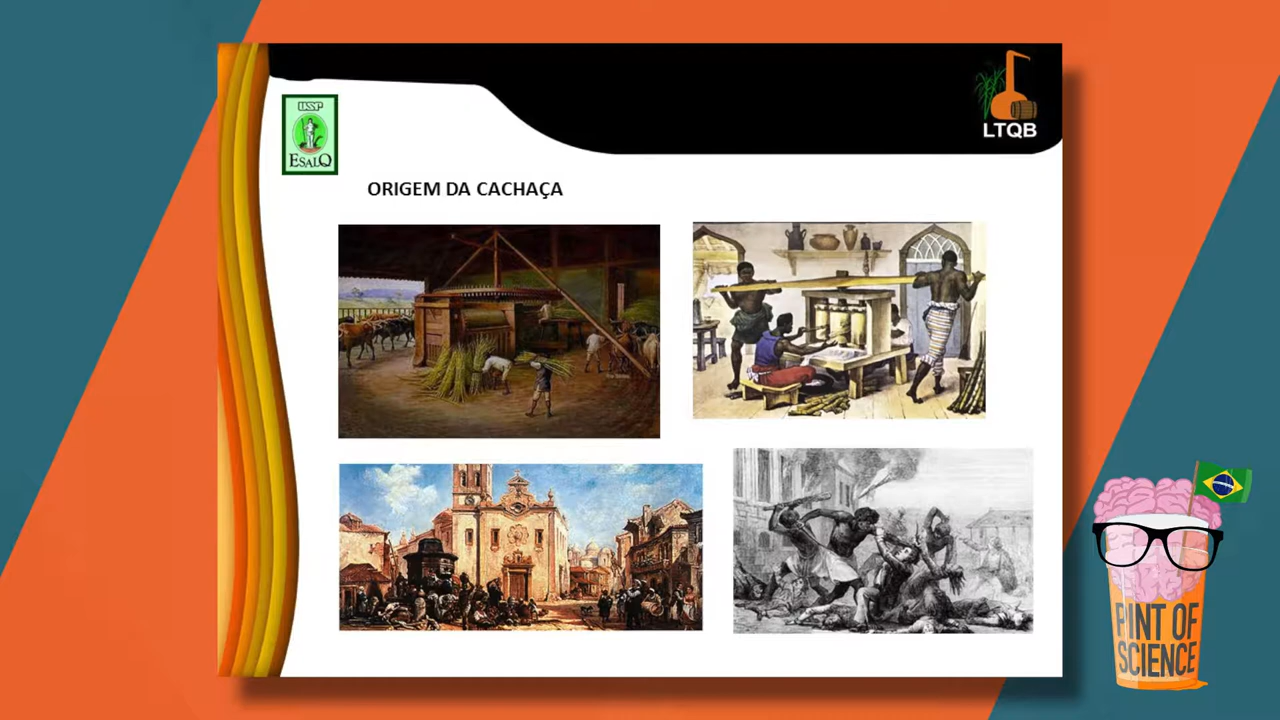 USP
ESALQ
LTQB
ORIGEM DA CACHAÇA
PINT OF
SCIENCE